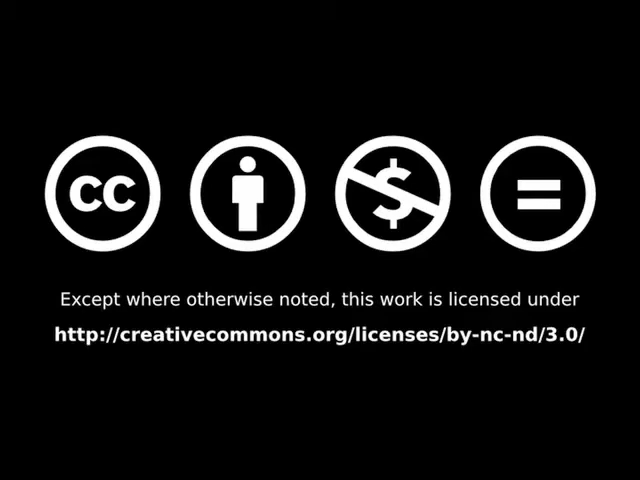 cc
Except where otherwise noted, this work is licensed under
http://creativecommons.org/licenses/by-nc-nd/3.0/